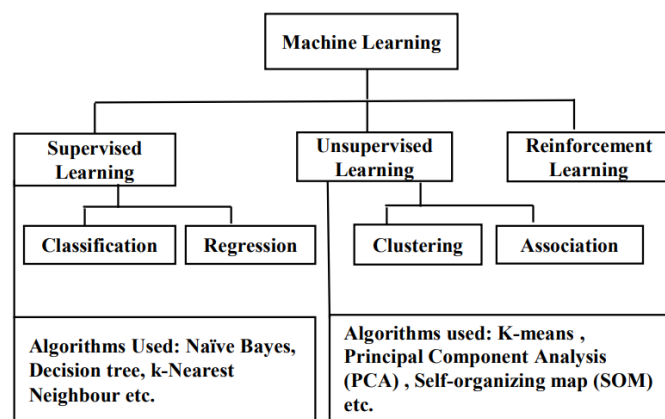 Machine Learning
Supervised
Learning
Unsupervised
Learning
Reinforcement
Learning
Classification
Regression
Clustering
Association
Algorithms Used: Naïve Bayes,
Decision tree, k-Nearest
Neighbour etc.
Algorithms used: K-means ,
Principal Component Analysis
(PCA) , Self-organizing map (SOM)
etc.